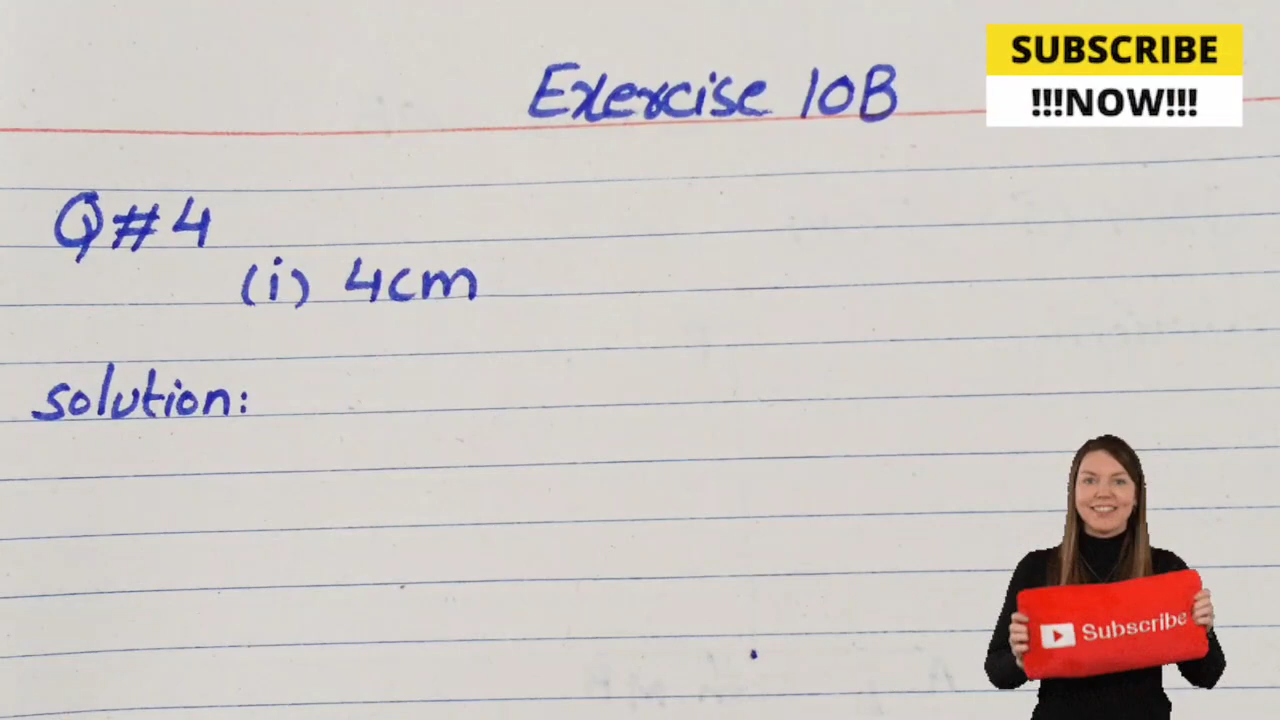 SUBSCRIBE
!!!NOW!!!
Exercise 10B
Q#4
(i) 4cm
solution:
Subscribe